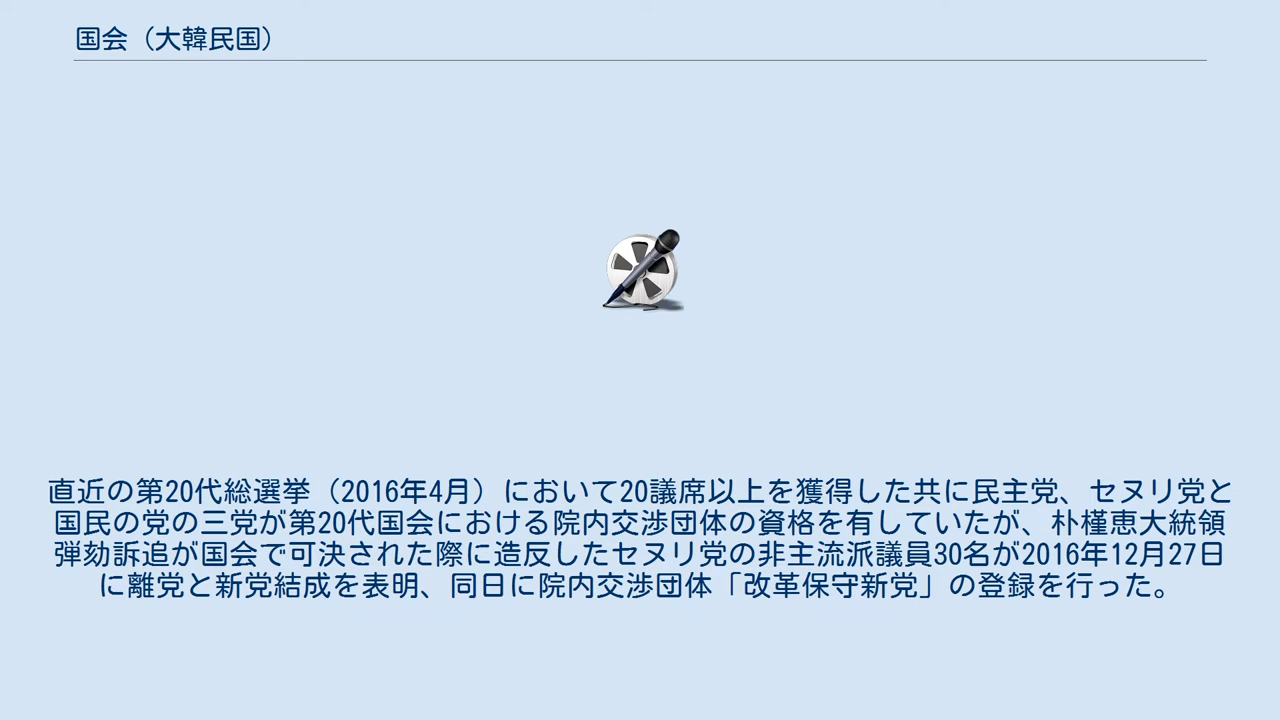 国会（大韓民国）
直近の第20代総選挙（2016年4月）において20議席以上を獲得した共に民主党、セヌリ党と
国民の党の三党が第20代国会における院内交渉団体の資格を有していたが、朴槿恵大統領
弾劾訴追が国会で可決された際に造反したセヌリ党の非主流派議員30名が2016年12月27日
に離党と新党結成を表明、同日に院内交渉団体「改革保守新党」の登録を行った。